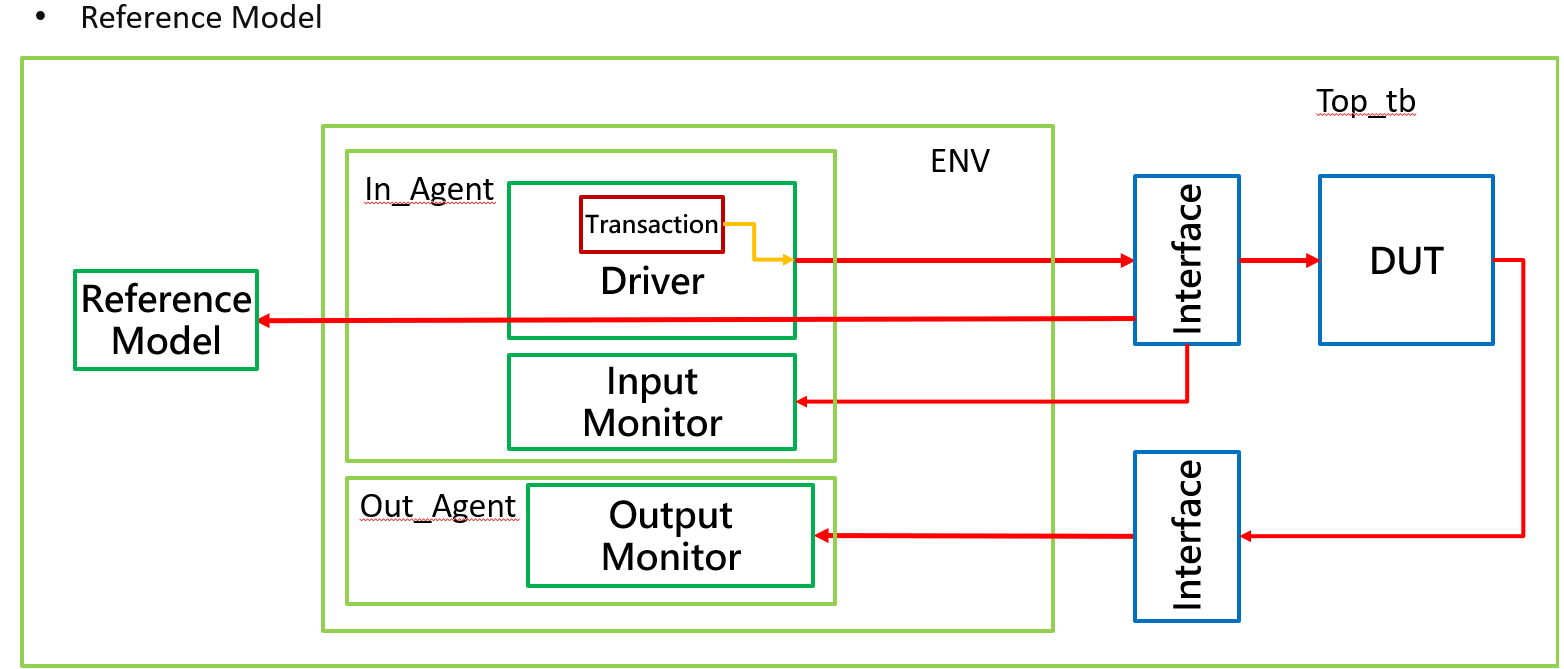 • Reference Model
Top_tb
ENV
In_Agent
Transaction
Driver
Interface
DUT
Reference
Model
Input
Monitor
Out_Agent
Output
Monitor
Interface